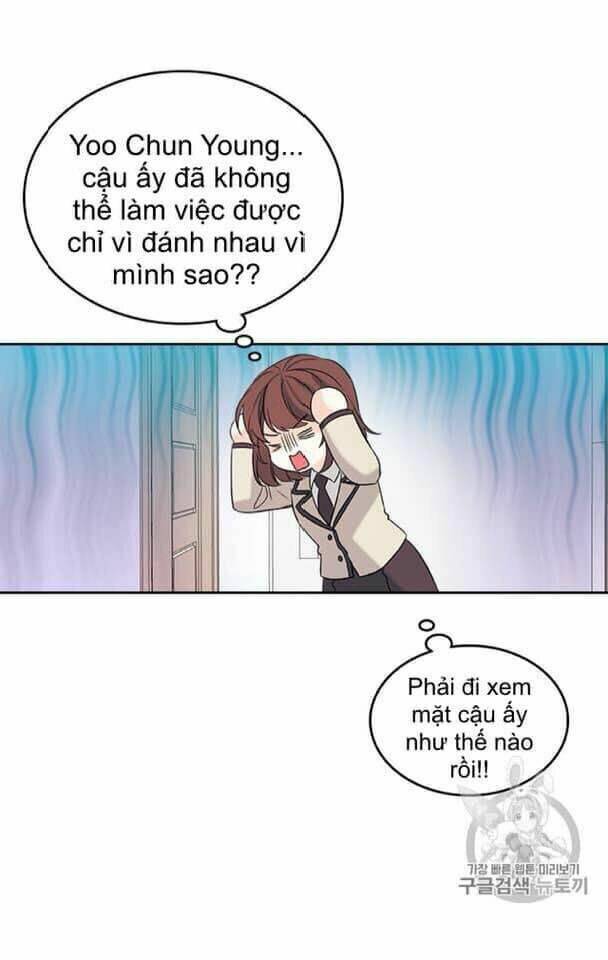 Yoo Chun Young...
cậu ấy đã không
thể làm việc được
chỉ vì đánh nhau vì
mình sao??
Phải đi xem
mặt cậu ấy
như thế nào
rồi!!
가장 빠른 웹툰 미리보기
구글검색 뉴토끼